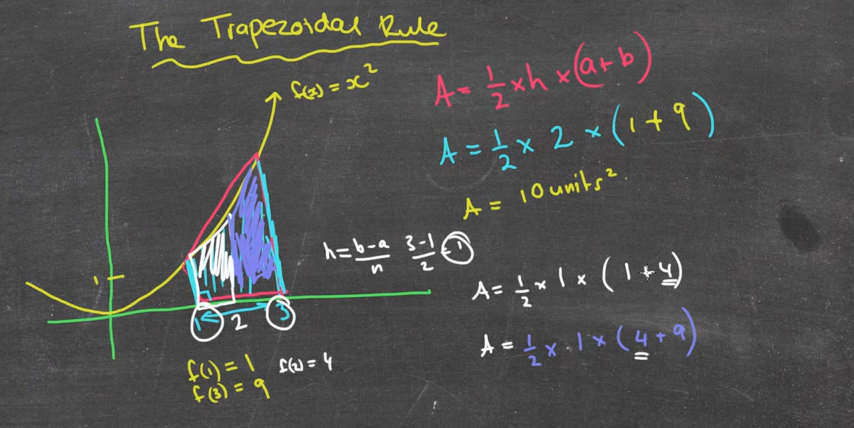 The Trapezoidal Rule
f(x) = x²
A = 1/2 × h × (a + b)
A = 1/2 × 2 × (1 + 9)
A = 10 units²
h = b-a/n 3-1/2 = 1
1
1 2 3
A = 1/2 × 1 × (1 + 4)
A = 1/2 × 1 × (4 + 9)
f(1) = 1 f(2) = 4
f(3) = 9